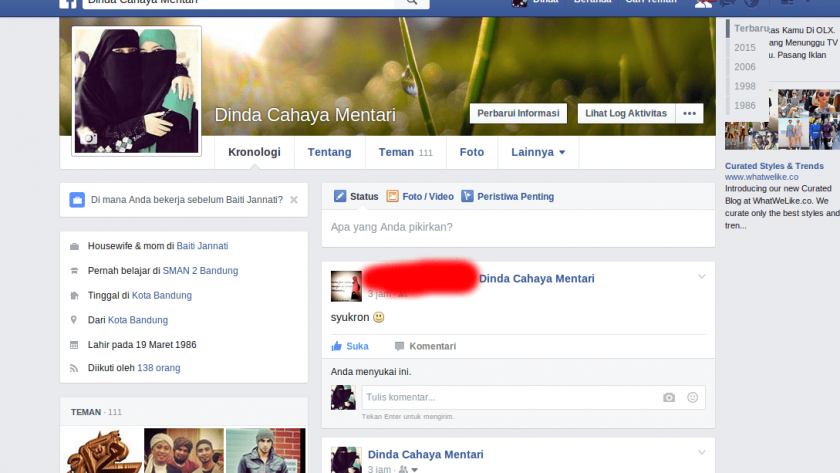 Dinda Cahaya Mentari
Dinda Beranda Cari Teman
Dinda Cahaya Mentari
Perbarui Informasi Lihat Log Aktivitas
Kronologi Tentang Teman 111 Foto Lainnya
Di mana Anda bekerja sebelum Baiti Jannati?
Housewife & mom di Baiti Jannati
Pernah belajar di SMAN 2 Bandung
Tinggal di Kota Bandung
Dari Kota Bandung
Lahir pada 19 Maret 1986
Diikuti oleh 138 orang
TEMAN · 111
Status Foto / Video Peristiwa Penting
Apa yang Anda pikirkan?
Dinda Cahaya Mentari
3 jam
syukron
Suka Komentari
Anda menyukai ini.
Tulis komentar...
Tekan Enter untuk mengirim.
Dinda Cahaya Mentari
3 jam
Terbaru
2015
2006
1998
1986
as Kamu Di OLX.
ang Menunggu TV
u. Pasang Iklan
Curated Styles & Trends
www.whatwelike.co
Introducing our new Curated
Blog at WhatWeLike.co. We
curate only the best styles and
tren...